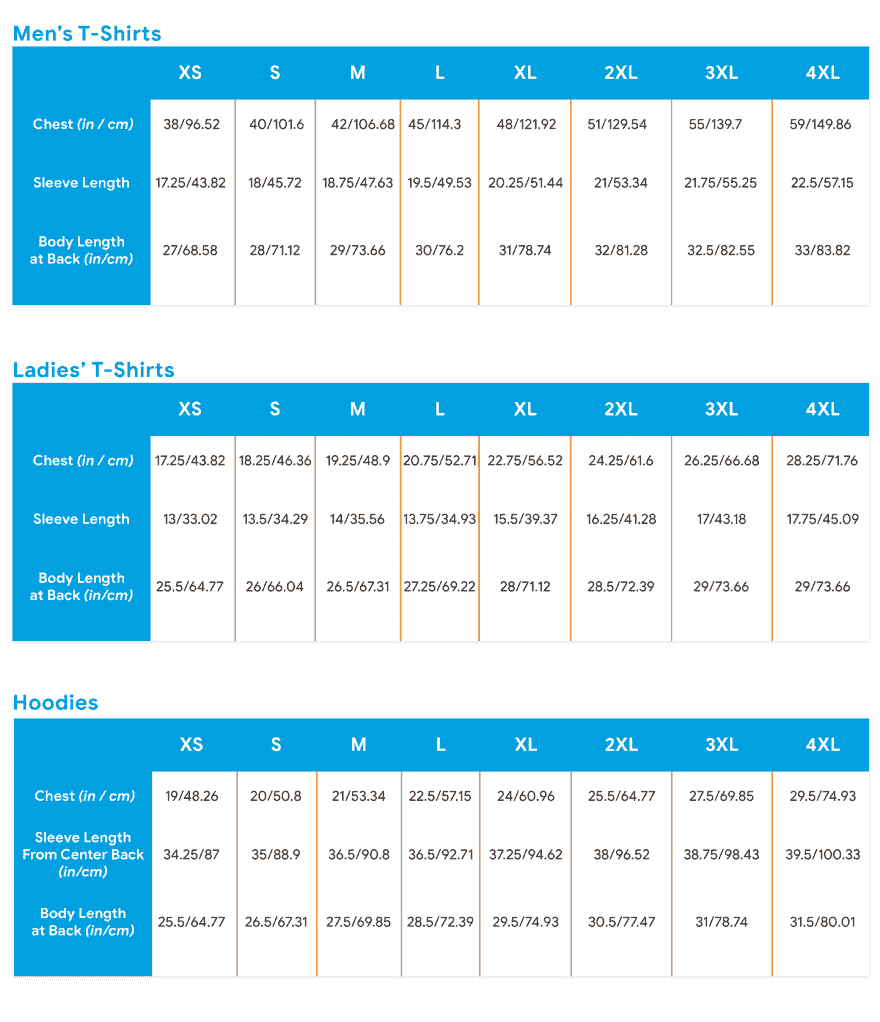 Men’s T-Shirts
XS S M L XL 2XL 3XL 4XL
Chest (in / cm) 38/96.52 40/101.6 42/106.68 45/114.3 48/121.92 51/129.54 55/139.7 59/149.86
Sleeve Length 17.25/43.82 18/45.72 18.75/47.63 19.5/49.53 20.25/51.44 21/53.34 21.75/55.25 22.5/57.15
Body Length
at Back (in/cm) 27/68.58 28/71.12 29/73.66 30/76.2 31/78.74 32/81.28 32.5/82.55 33/83.82
Ladies’ T-Shirts
XS S M L XL 2XL 3XL 4XL
Chest (in / cm) 17.25/43.82 18.25/46.36 19.25/48.9 20.75/52.71 22.75/56.52 24.25/61.6 26.25/66.68 28.25/71.76
Sleeve Length 13/33.02 13.5/34.29 14/35.56 13.75/34.93 15.5/39.37 16.25/41.28 17/43.18 17.75/45.09
Body Length
at Back (in/cm) 25.5/64.77 26/66.04 26.5/67.31 27.25/69.22 28/71.12 28.5/72.39 29/73.66 29/73.66
Hoodies
XS S M L XL 2XL 3XL 4XL
Chest (in / cm) 19/48.26 20/50.8 21/53.34 22.5/57.15 24/60.96 25.5/64.77 27.5/69.85 29.5/74.93
Sleeve Length
From Center Back 34.25/87 35/88.9 36.5/90.8 36.5/92.71 37.25/94.62 38/96.52 38.75/98.43 39.5/100.33
(in/cm)
Body Length
at Back (in/cm) 25.5/64.77 26.5/67.31 27.5/69.85 28.5/72.39 29.5/74.93 30.5/77.47 31/78.74 31.5/80.01